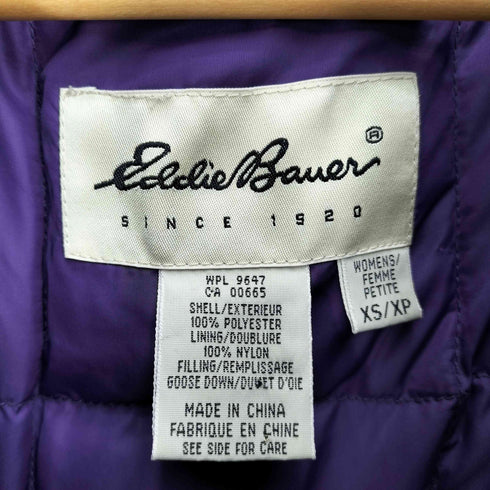 Eddie Bauer ®
SINCE 1920
WPL 9647
CA 00665
SHELL/EXTERIEUR
100% POLYESTER
LINING/DOUBLURE
100% NYLON
FILLING/REMPLISSAGE
GOOSE DOWN/DUVET D'OIE
MADE IN CHINA
FABRIQUE EN CHINE
SEE SIDE FOR CARE
WOMENS/
FEMME
PETITE
XS/XP